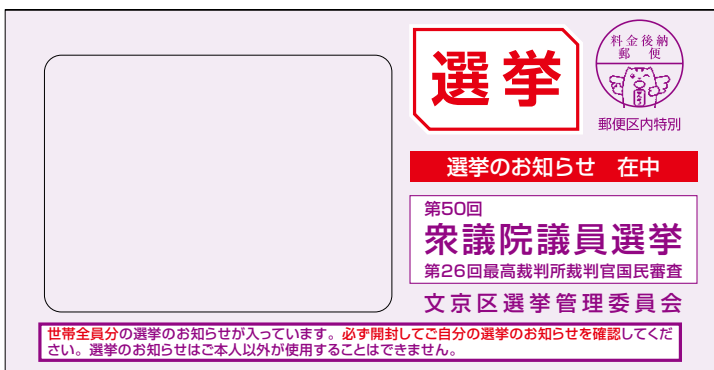 選挙
料金後納
郵便
郵便区内特別
選挙のお知らせ 在中
第50回
衆議院議員選挙
第26回最高裁判所裁判官国民審査
文京区選挙管理委員会
世帯全員分の選挙のお知らせが入っています。必ず開封してご自分の選挙のお知らせを確認してくだ
さい。選挙のお知らせはご本人以外が使用することはできません。